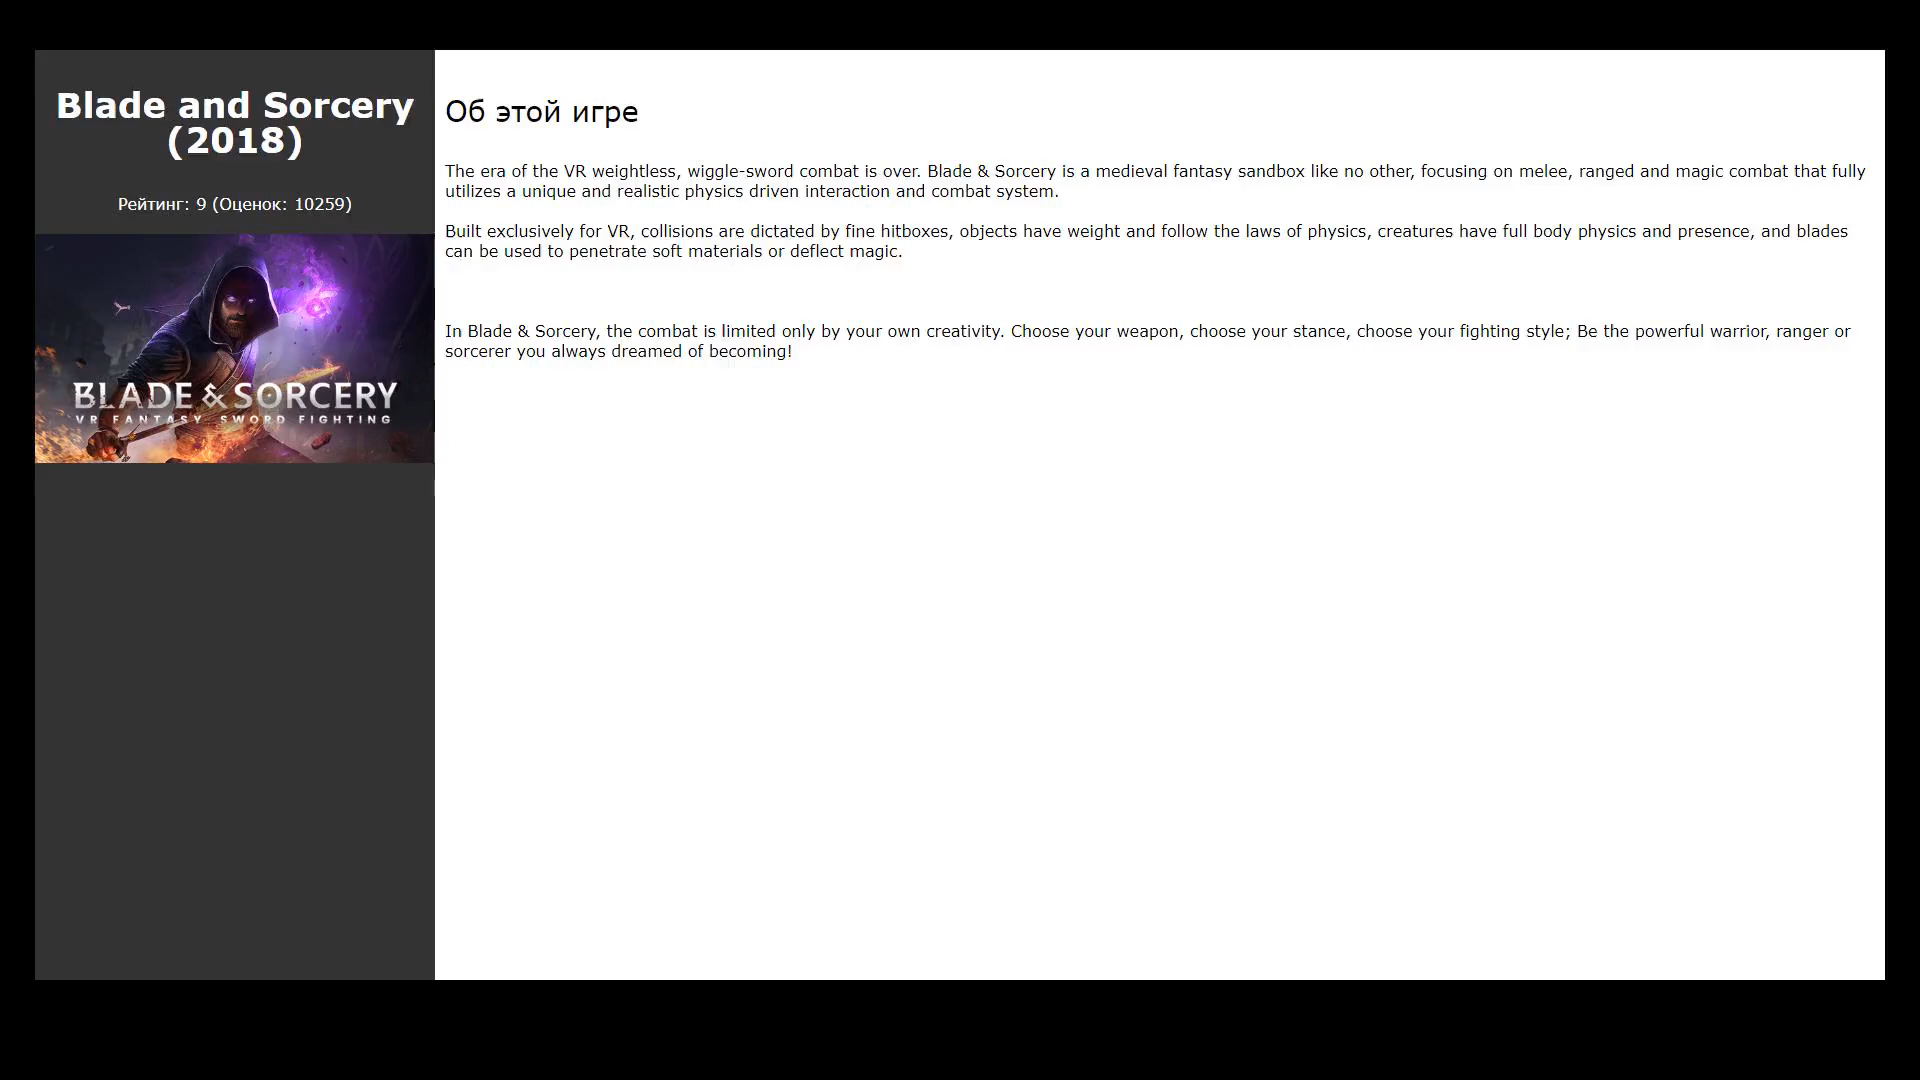 Blade and Sorcery
(2018)
Рейтинг: 9 (Оценок: 10259)
BLADE & SORCERY
VR FANTASY SWORD FIGHTING
Об этой игре
The era of the VR weightless, wiggle-sword combat is over. Blade & Sorcery is a medieval fantasy sandbox like no other, focusing on melee, ranged and magic combat that fully
utilizes a unique and realistic physics driven interaction and combat system.
Built exclusively for VR, collisions are dictated by fine hitboxes, objects have weight and follow the laws of physics, creatures have full body physics and presence, and blades
can be used to penetrate soft materials or deflect magic.
In Blade & Sorcery, the combat is limited only by your own creativity. Choose your weapon, choose your stance, choose your fighting style; Be the powerful warrior, ranger or
sorcerer you always dreamed of becoming!